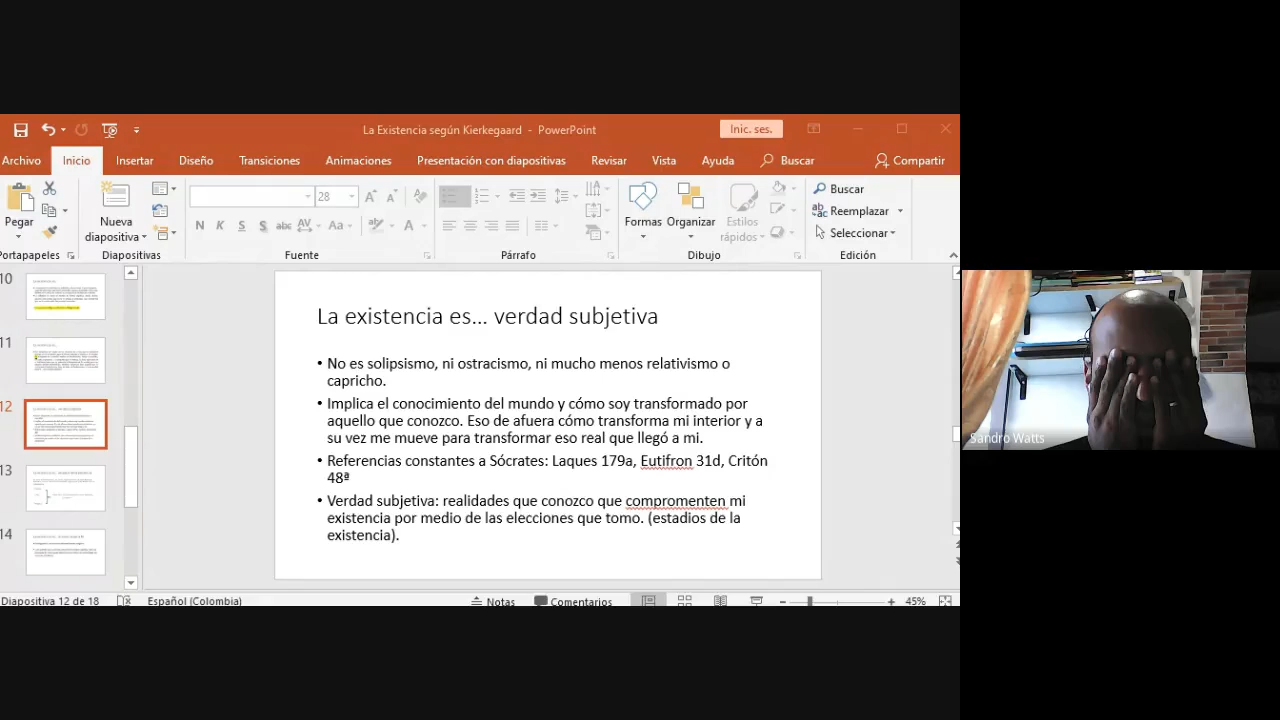 La Existencia según Kierkegaard - PowerPoint
Inic. ses.
Archivo Inicio Insertar Diseño Transiciones Animaciones Presentación con diapositivas Revisar Vista Ayuda Buscar Compartir
28
Buscar
Reemplazar
Seleccionar
Pegar
Nueva
diapositiva
N K S S abc AV Aa A
Formas Organizar Estilos
rápidos
Portapapeles Diapositivas Fuente Párrafo Dibujo Edición
10
11
12
13
14
La existencia es... verdad subjetiva
• No es solipsismo, ni ostracismo, ni mucho menos relativismo o
capricho.
• Implica el conocimiento del mundo y cómo soy transformado por
aquello que conozco. Eso de afuera cómo transforma mi interior y a
su vez me mueve para transformar eso real que llegó a mi.
• Referencias constantes a Sócrates: Laques 179a, Eutifron 31d, Critón
48ª
• Verdad subjetiva: realidades que conozco que comprometen mi
existencia por medio de las elecciones que tomo. (estadios de la
existencia).
Sandro Watts
Diapositiva 12 de 18 Español (Colombia) Notas Comentarios 45%